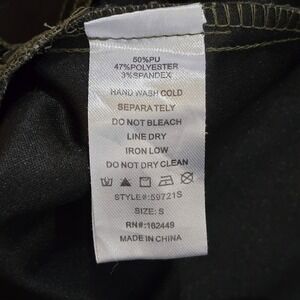 50%PU
47%POLYESTER
3%SPANDEX
HAND WASH COLD
SEPARATELY
DO NOT BLEACH
LINE DRY
IRON LOW
DO NOT DRY CLEAN
STYLE#:59721S
SIZE: S
RN#:162449
MADE IN CHINA